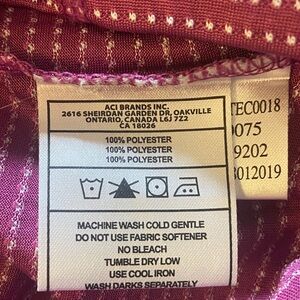 ACI BRANDS INC.
2616 SHEIRDAN GARDEN DR, OAKVILLE
ONTARIO, CANADA L6J 7Z2
CA 18026
100% POLYESTER
100% POLYESTER
100% POLYESTER
MACHINE WASH COLD GENTLE
DO NOT USE FABRIC SOFTENER
NO BLEACH
TUMBLE DRY LOW
USE COOL IRON
WASH DARKS SEPARATELY
TEC0018
0075
9202
8012019